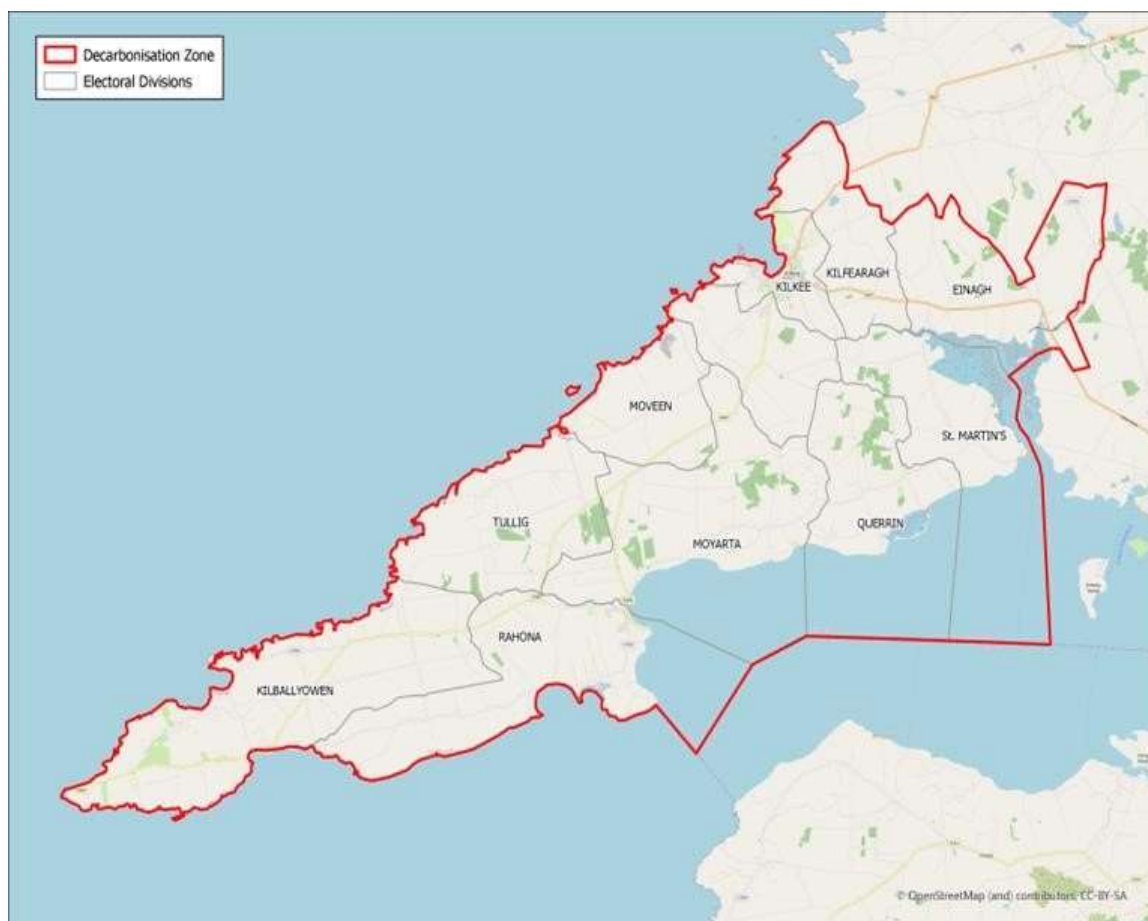 Decarbonisation Zone
Electoral Divisions
KILFEARAGH
KILKEE
EINAGH
MOVEEN
St. MARTIN'S
TULLIG
QUERRIN
MOYARTA
RAHONA
KILBALLYOWEN
© OpenStreetMap (and) contributors, CC-BY-SA